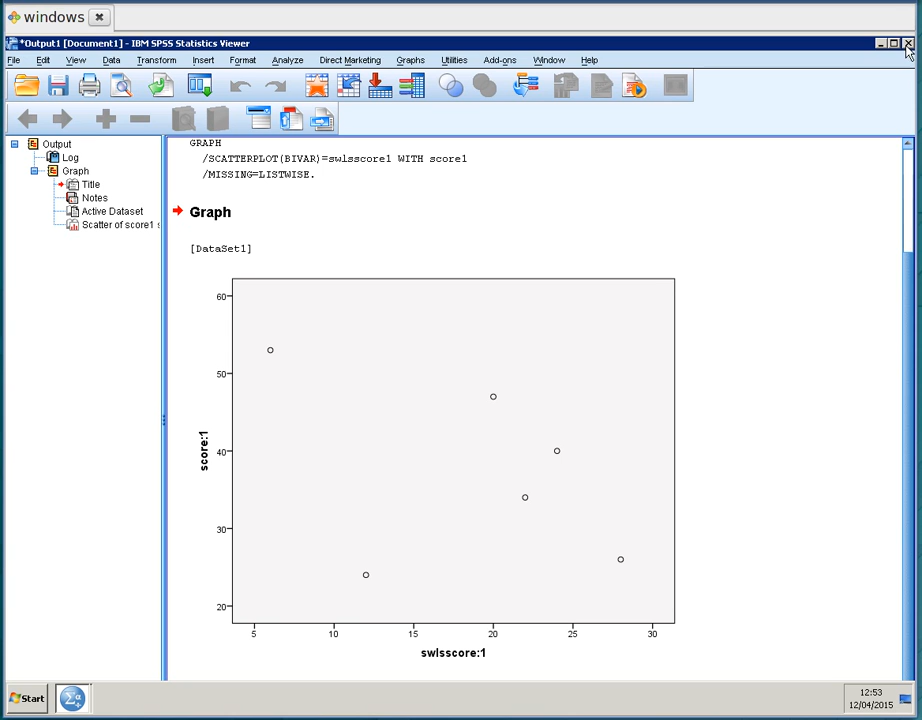 windows
*Output1 [Document1] - IBM SPSS Statistics Viewer
File Edit View Data Transform Insert Format Analyze Direct Marketing Graphs Utilities Add-ons Window Help
Output
Log
Graph
Title
Notes
Active Dataset
Scatter of score1 s
GRAPH
/SCATTERPLOT(BIVAR)=swlsscore1 WITH score1
/MISSING=LISTWISE.
Graph
[DataSet1]
60
50
40
30
20
score:1
5 10 15 20 25 30
swlsscore:1
Start
12:53
12/04/2015